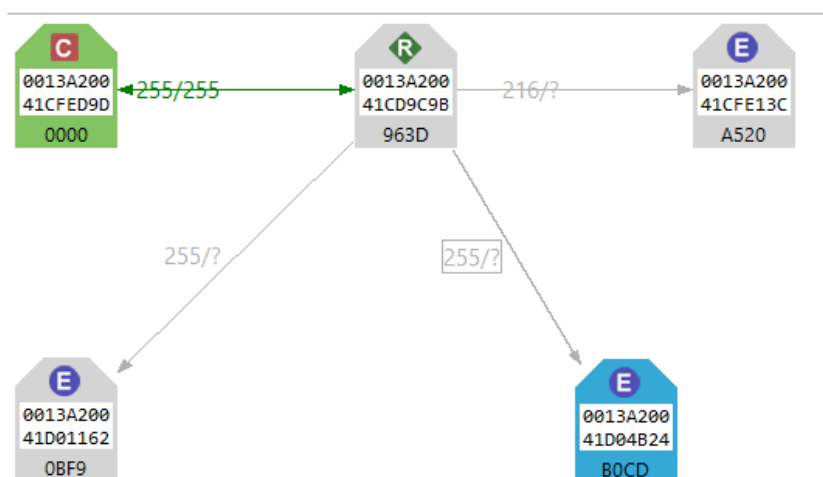 C
0013A200
41CFED9D
0000
255/255
R
0013A200
41CD9C9B
963D
216/?
E
0013A200
41CFE13C
A520
255/?
255/?
E
0013A200
41D01162
0BF9
E
0013A200
41D04B24
B0CD